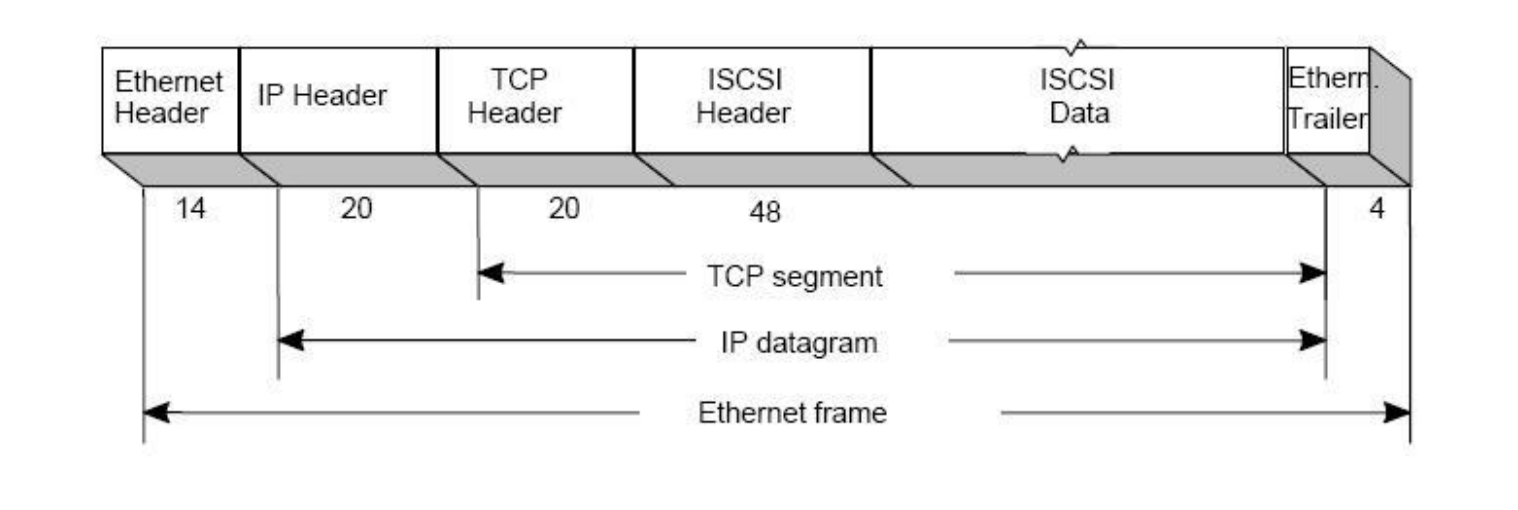 Ethernet
Header
IP Header
TCP
Header
ISCSI
Header
ISCSI
Data
Ethern.
Trailer
14
20
20
48
4
TCP segment
IP datagram
Ethernet frame